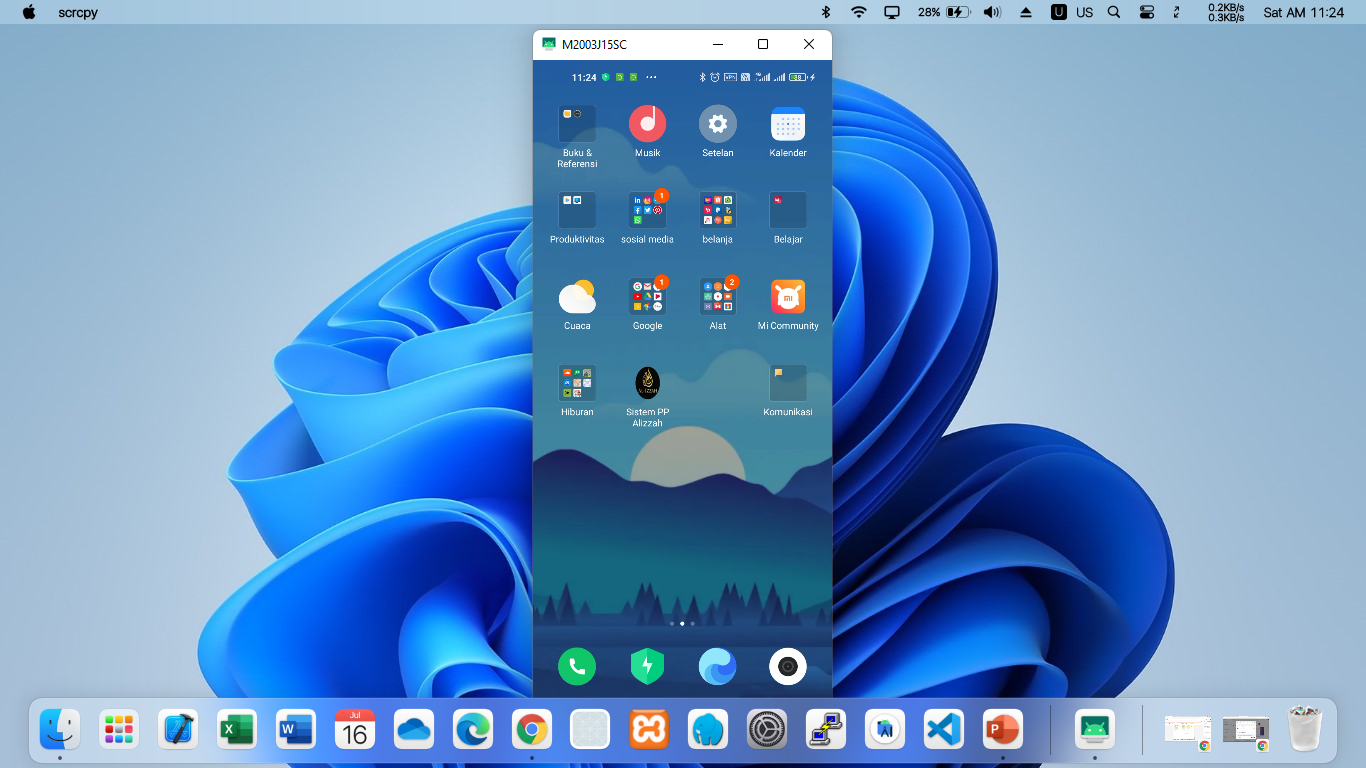 scrcpy
28%
U
US
0.2KB/s
0.3KB/s
Sat AM 11:24
M2003J15SC
11:24
VPN
Buku &
Referensi
Musik
Setelan
Kalender
1
Produktivitas
sosial media
belanja
Belajar
1
2
Cuaca
Google
Alat
Mi Community
Hiburan
Sistem PP
Alizzah
Komunikasi
Jul
16